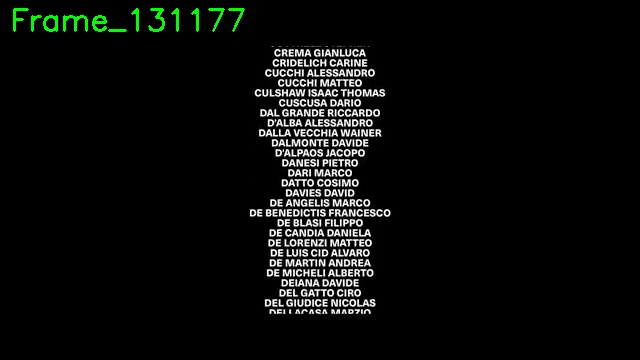 Frame_131177
CREMA GIANLUCA
CRIDELICH CARINE
CUCCHI ALESSANDRO
CUCCHI MATTEO
CULSHAW ISAAC THOMAS
CUSCUSA DARIO
DAL GRANDE RICCARDO
D'ALBA ALESSANDRO
DALLA VECCHIA WAINER
DALMONTE DAVIDE
D'ALPAOS JACOPO
DANESI PIETRO
DARI MARCO
DATTO COSIMO
DAVIES DAVID
DE ANGELIS MARCO
DE BENEDICTIS FRANCESCO
DE BLASI FILIPPO
DE CANDIA DANIELA
DE LORENZI MATTEO
DE LUIS CID ALVARO
DE MARTIN ANDREA
DE MICHELI ALBERTO
DEIANA DAVIDE
DEL GATTO CIRO
DEL GIUDICE NICOLAS
DELLACASA MARZIO